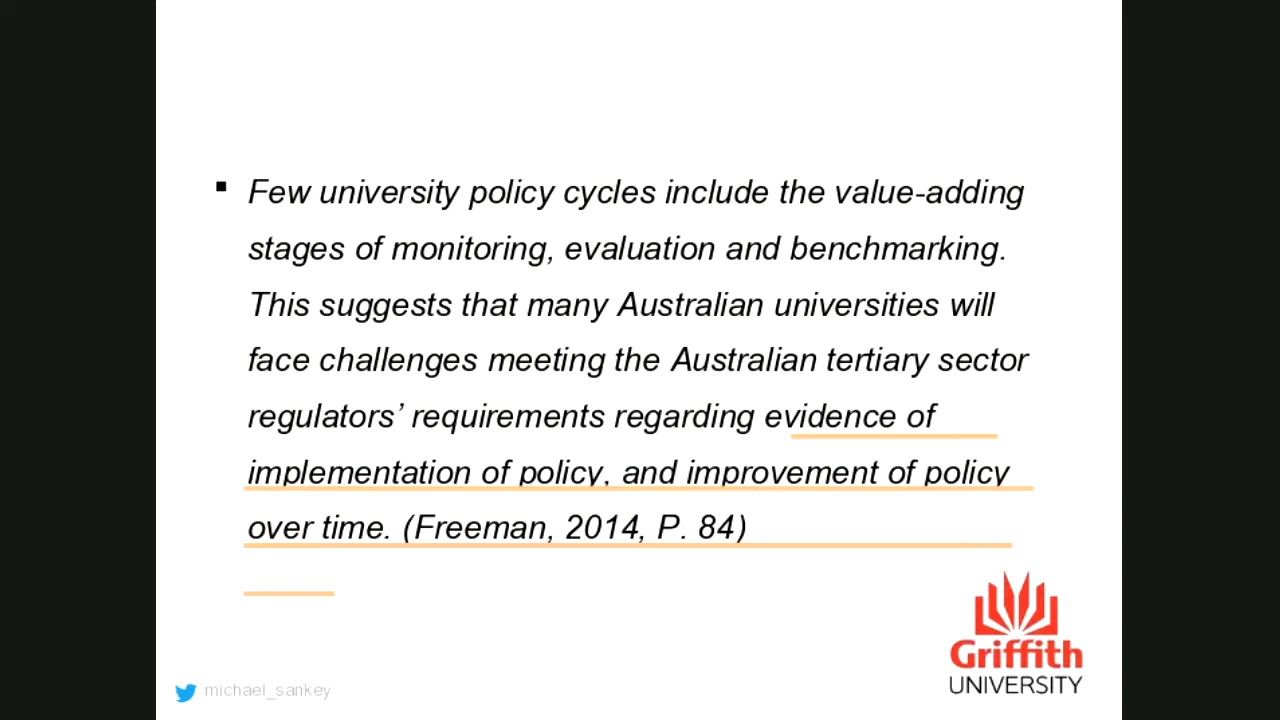 ▪ Few university policy cycles include the value-adding
stages of monitoring, evaluation and benchmarking.
This suggests that many Australian universities will
face challenges meeting the Australian tertiary sector
regulators’ requirements regarding evidence of
implementation of policy, and improvement of policy
over time. (Freeman, 2014, P. 84)
Griffith
UNIVERSITY
michael_sankey